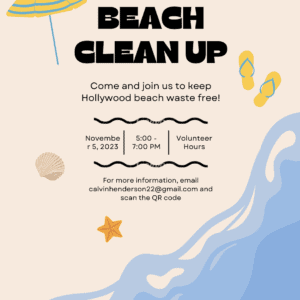 BEACH
CLEAN UP
Come and join us to keep
Hollywood beach waste free!
Novembe
r 5, 2023
5:00 -
7:00 PM
Volunteer
Hours
For more information, email
calvinhenderson22@gmail.com and
scan the QR code